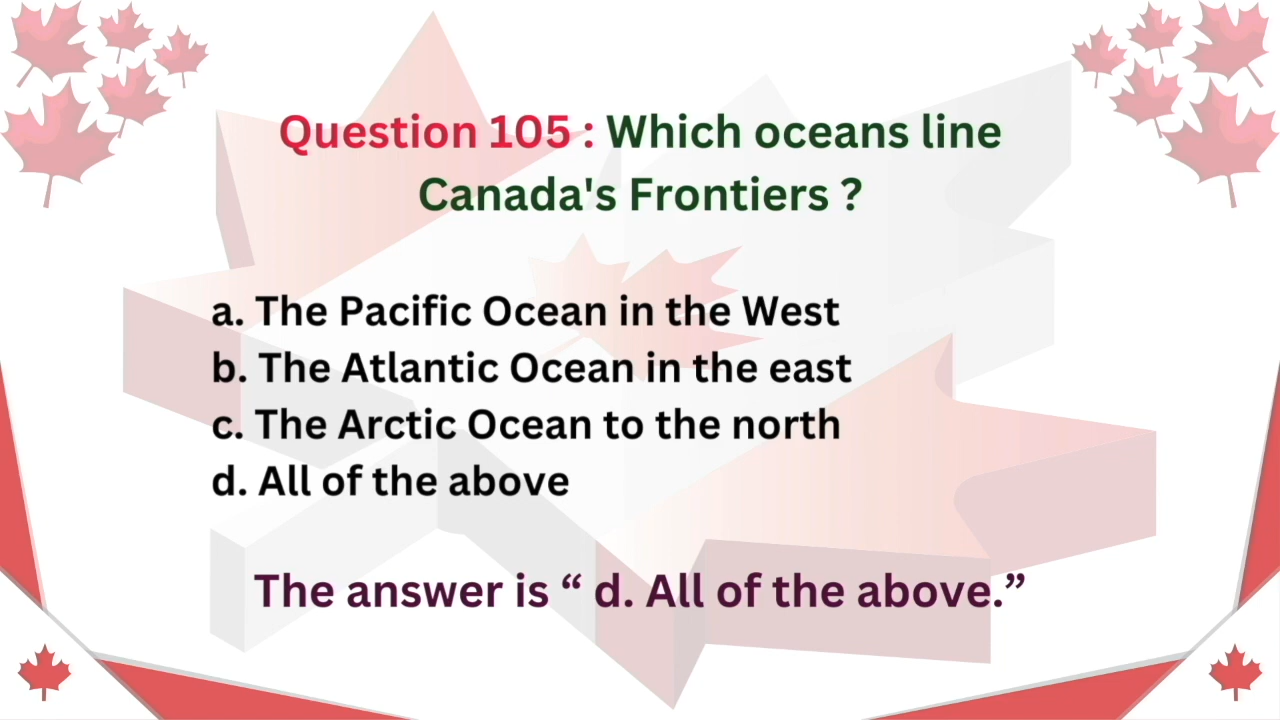 Question 105 : Which oceans line
Canada's Frontiers ?
a. The Pacific Ocean in the West
b. The Atlantic Ocean in the east
c. The Arctic Ocean to the north
d. All of the above
The answer is “ d. All of the above.”